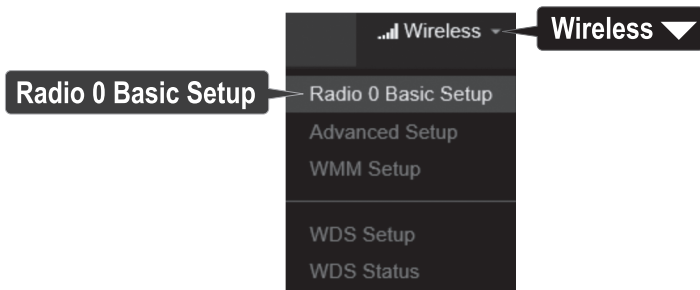 Wireless
Wireless
Radio 0 Basic Setup
Radio 0 Basic Setup
Advanced Setup
WMM Setup
WDS Setup
WDS Status